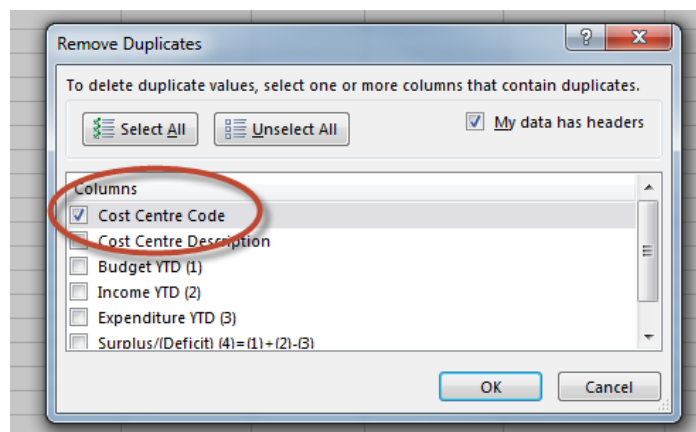 Remove Duplicates
To delete duplicate values, select one or more columns that contain duplicates.
Select All
Unselect All
My data has headers
Columns
Cost Centre Code
Cost Centre Description
Budget YTD (1)
Income YTD (2)
Expenditure YTD (3)
Surplus/(Deficit) (4)=(1)+(2)-(3)
OK
Cancel